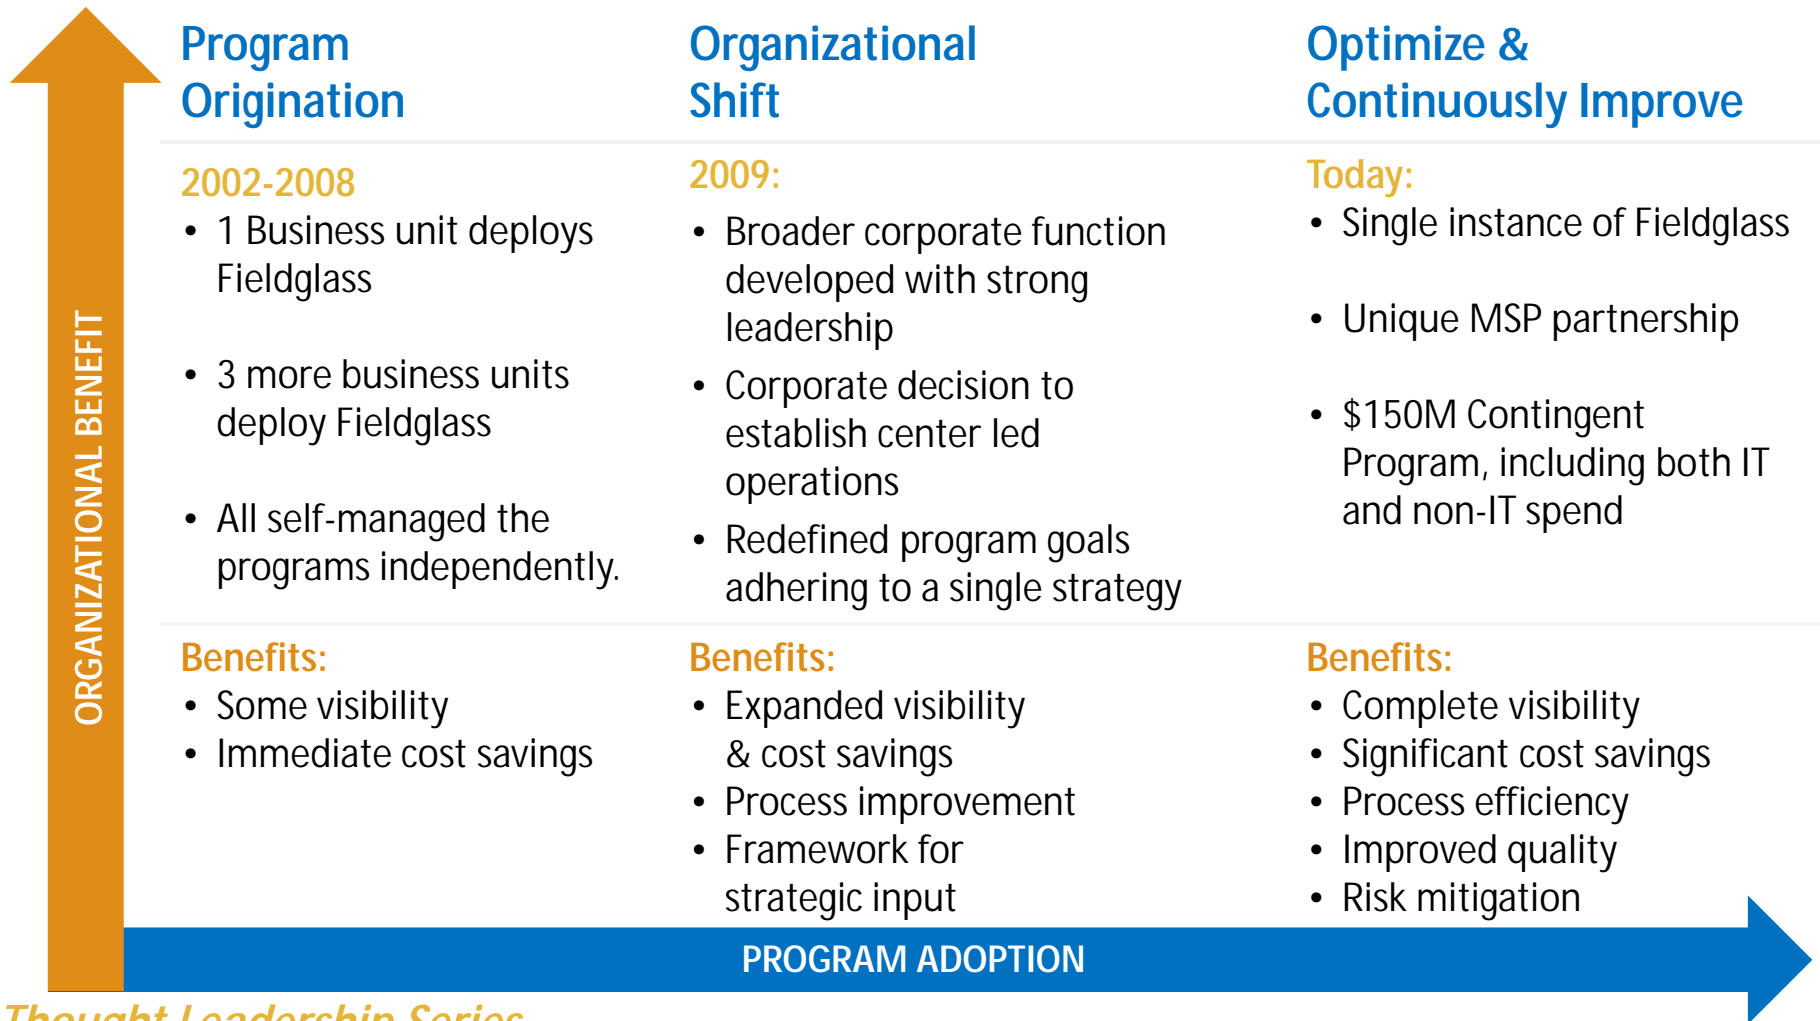 Program
Origination
2002-2008
• 1 Business unit deploys
Fieldglass
• 3 more business units
deploy Fieldglass
• All self-managed the
programs independently.
Benefits:
• Some visibility
• Immediate cost savings
Organizational
Shift
2009:
• Broader corporate function
developed with strong
leadership
• Corporate decision to
establish center led
operations
• Redefined program goals
adhering to a single strategy
Benefits:
• Expanded visibility
& cost savings
• Process improvement
• Framework for
strategic input
Optimize &
Continuously Improve
Today:
• Single instance of Fieldglass
• Unique MSP partnership
• $150M Contingent
Program, including both IT
and non-IT spend
Benefits:
• Complete visibility
• Significant cost savings
• Process efficiency
• Improved quality
• Risk mitigation
ORGANIZATIONAL BENEFIT
PROGRAM ADOPTION
Thought Leadership Series